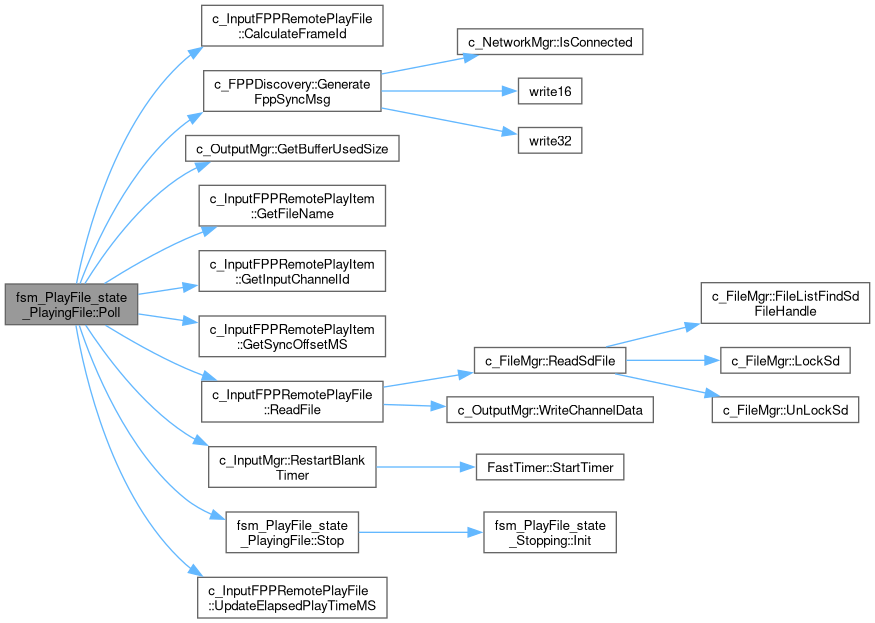 fsm_PlayFile_state
_PlayingFile::Poll
c_InputFPPRemotePlayFile
::CalculateFrameId
c_FPPDiscovery::Generate
FppSyncMsg
c_NetworkMgr::IsConnected
write16
write32
c_OutputMgr::GetBufferUsedSize
c_InputFPPRemotePlayItem
::GetFileName
c_InputFPPRemotePlayItem
::GetInputChannelId
c_InputFPPRemotePlayItem
::GetSyncOffsetMS
c_InputFPPRemotePlayFile
::ReadFile
c_FileMgr::ReadSdFile
c_FileMgr::FileListFindSd
FileHandle
c_FileMgr::LockSd
c_FileMgr::UnLockSd
c_OutputMgr::WriteChannelData
c_InputMgr::RestartBlank
Timer
FastTimer::StartTimer
fsm_PlayFile_state
_PlayingFile::Stop
fsm_PlayFile_state
_Stopping::Init
c_InputFPPRemotePlayFile
::UpdateElapsedPlayTimeMS